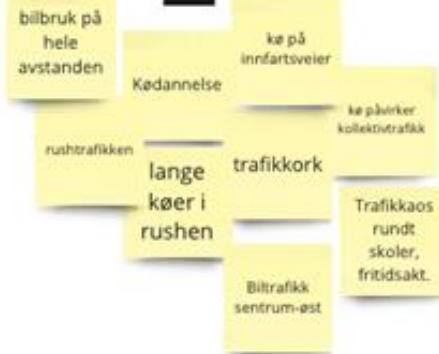 bilbruk på
hele
avstanden
Kødannelse
kø på
innfartsveier
rushtrafikken
lange
køer i
rushen
trafikkork
kø påvirker
kollektivtrafikk
Trafikkaos
rundt
skoler,
fritidsakt.
Biltrafikk
sentrum-øst